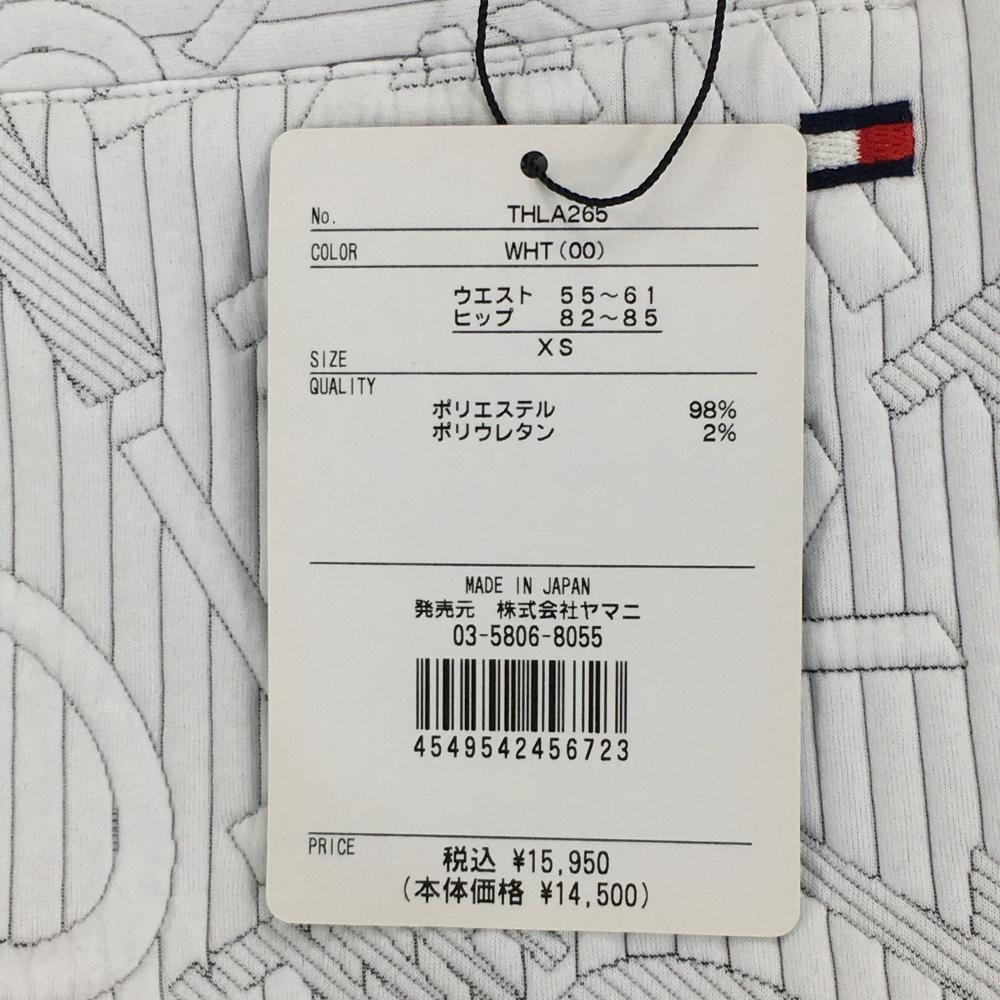 No. THLA265
COLOR WHT(00)
ウエスト 55~61
ヒップ 82~85
XS
SIZE
QUALITY
ポリエステル 98%
ポリウレタン 2%
MADE IN JAPAN
発売元 株式会社ヤマニ
03-5806-8055
4549542456723
PRICE
税込 ¥15,950
(本体価格 ¥14,500)